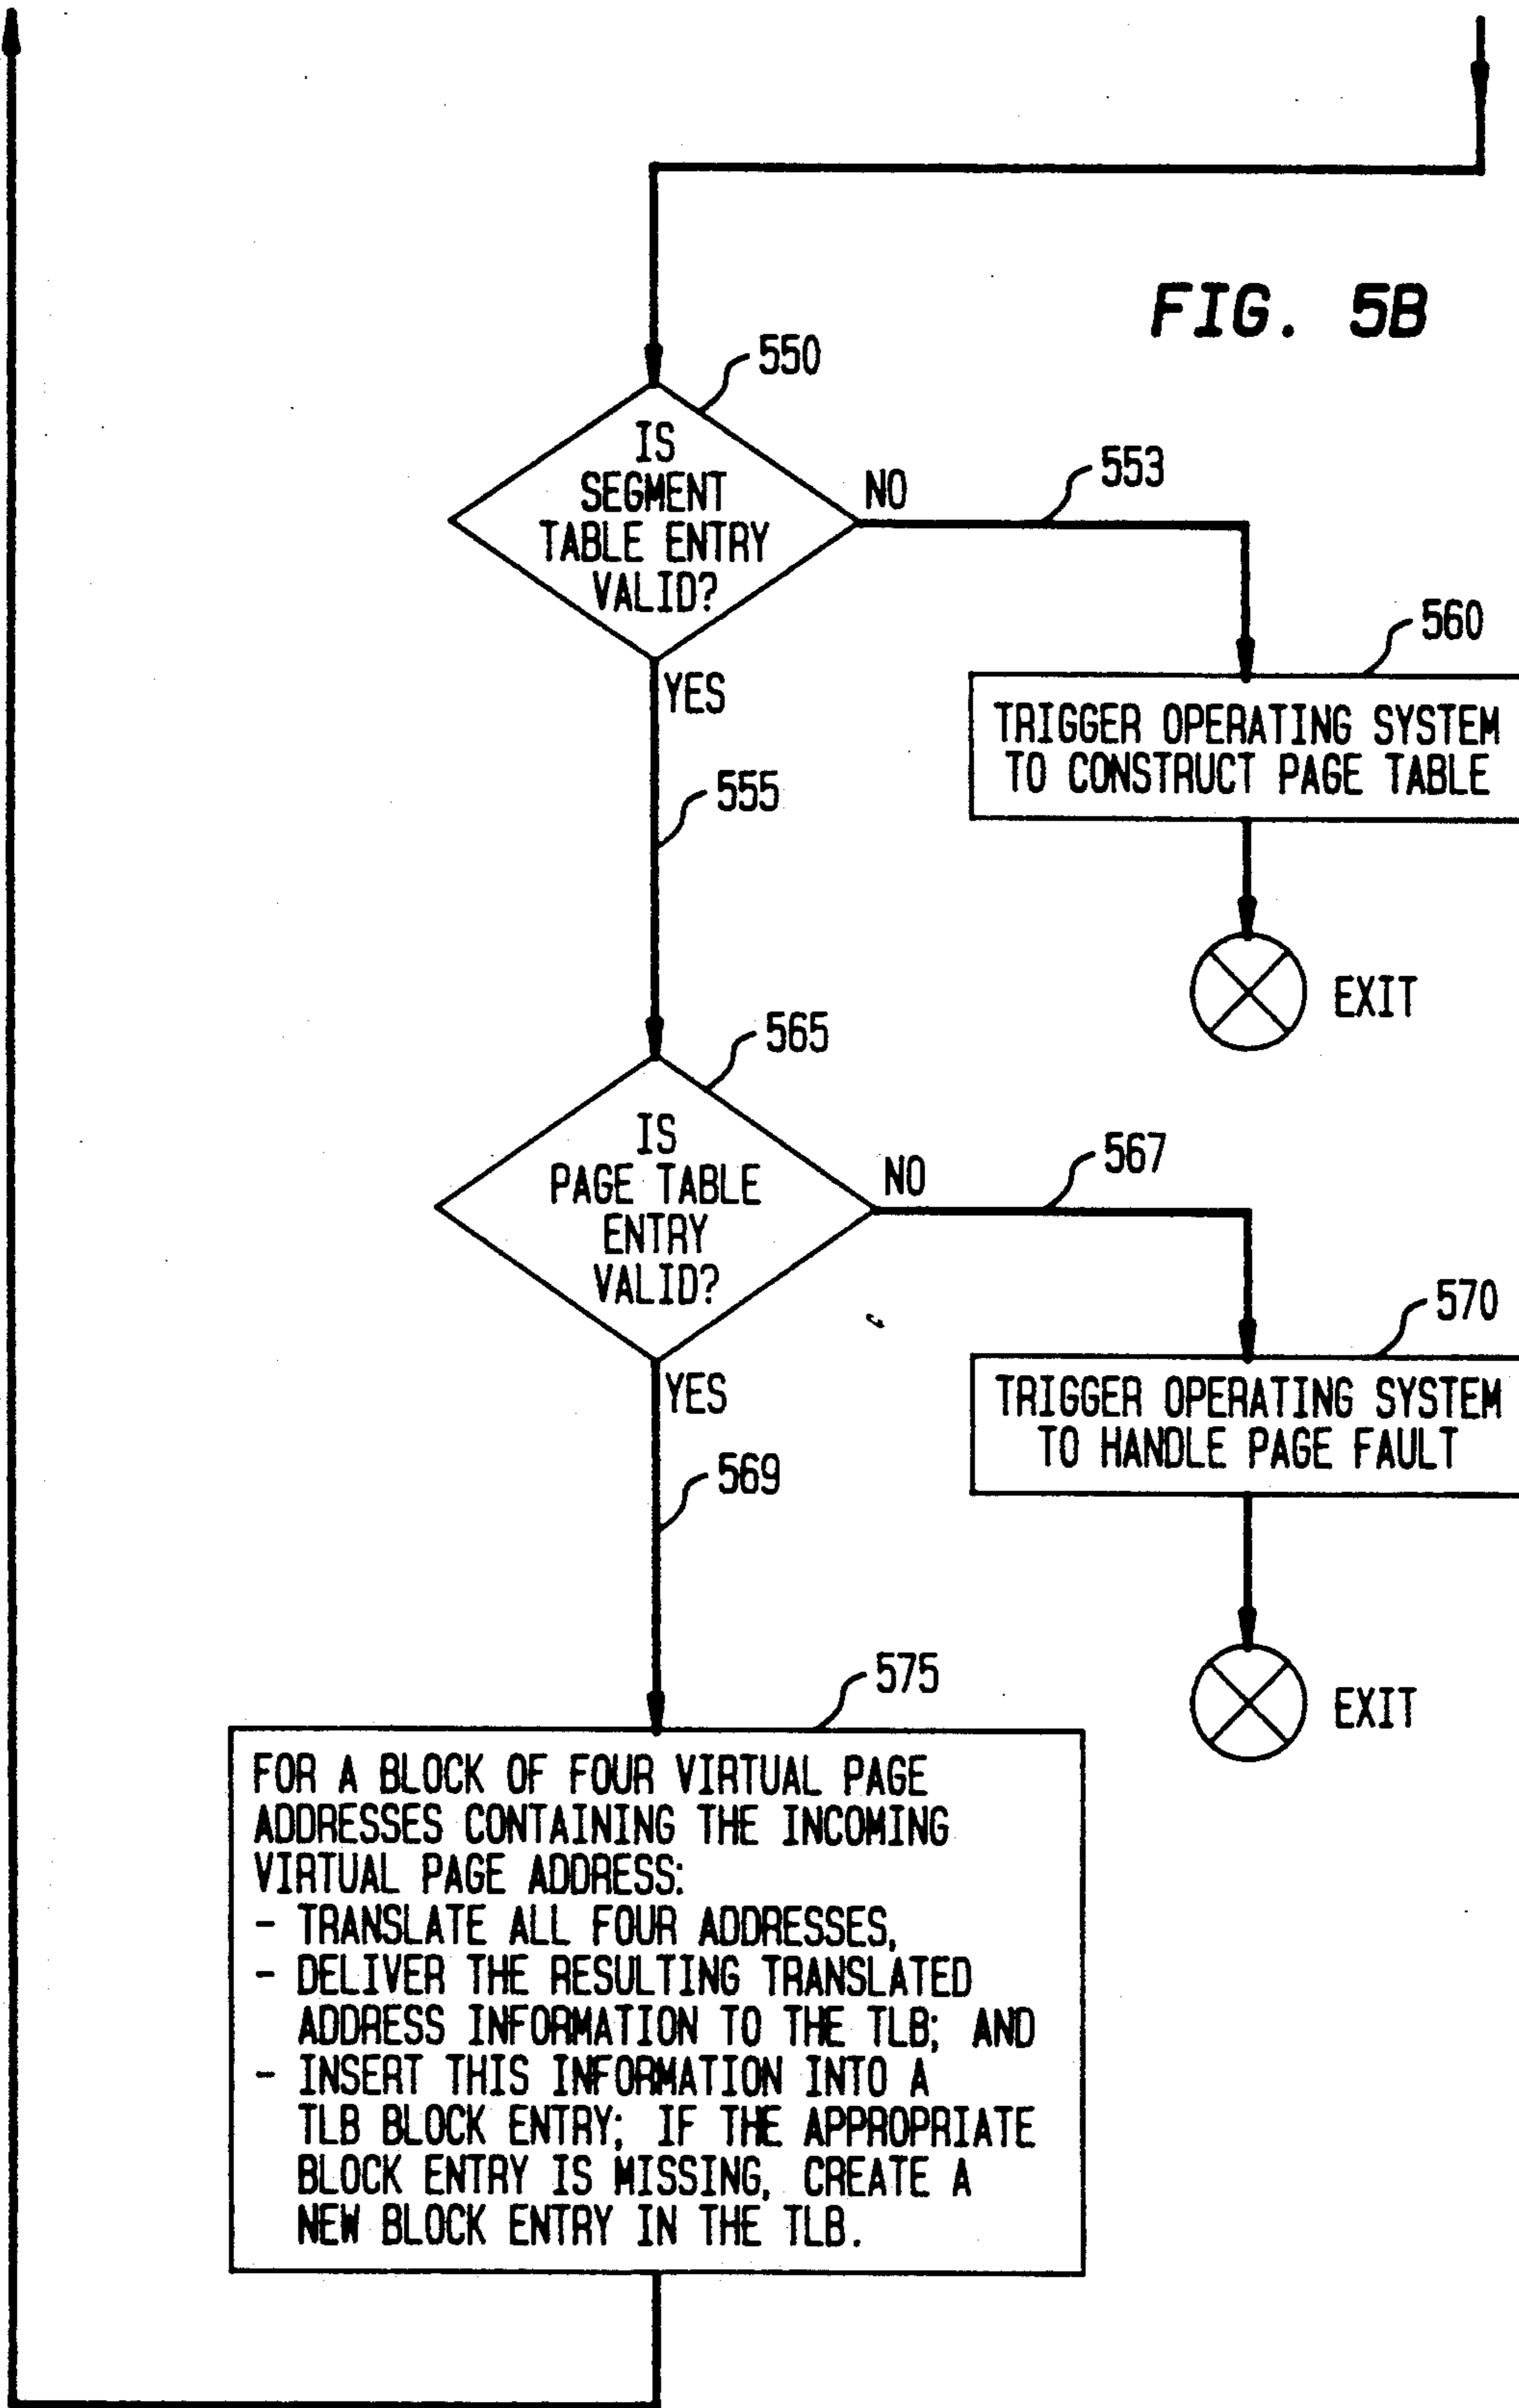 FIG. 5B
550
IS
SEGMENT
TABLE ENTRY
VALID?
NO
553
560
YES
TRIGGER OPERATING SYSTEM
TO CONSTRUCT PAGE TABLE
555
EXIT
565
IS
PAGE TABLE
ENTRY
VALID?
NO
567
570
YES
TRIGGER OPERATING SYSTEM
TO HANDLE PAGE FAULT
569
EXIT
575
FOR A BLOCK OF FOUR VIRTUAL PAGE
ADDRESSES CONTAINING THE INCOMING
VIRTUAL PAGE ADDRESS:
- TRANSLATE ALL FOUR ADDRESSES,
- DELIVER THE RESULTING TRANSLATED
ADDRESS INFORMATION TO THE TLB; AND
- INSERT THIS INFORMATION INTO A
TLB BLOCK ENTRY; IF THE APPROPRIATE
BLOCK ENTRY IS MISSING, CREATE A
NEW BLOCK ENTRY IN THE TLB.